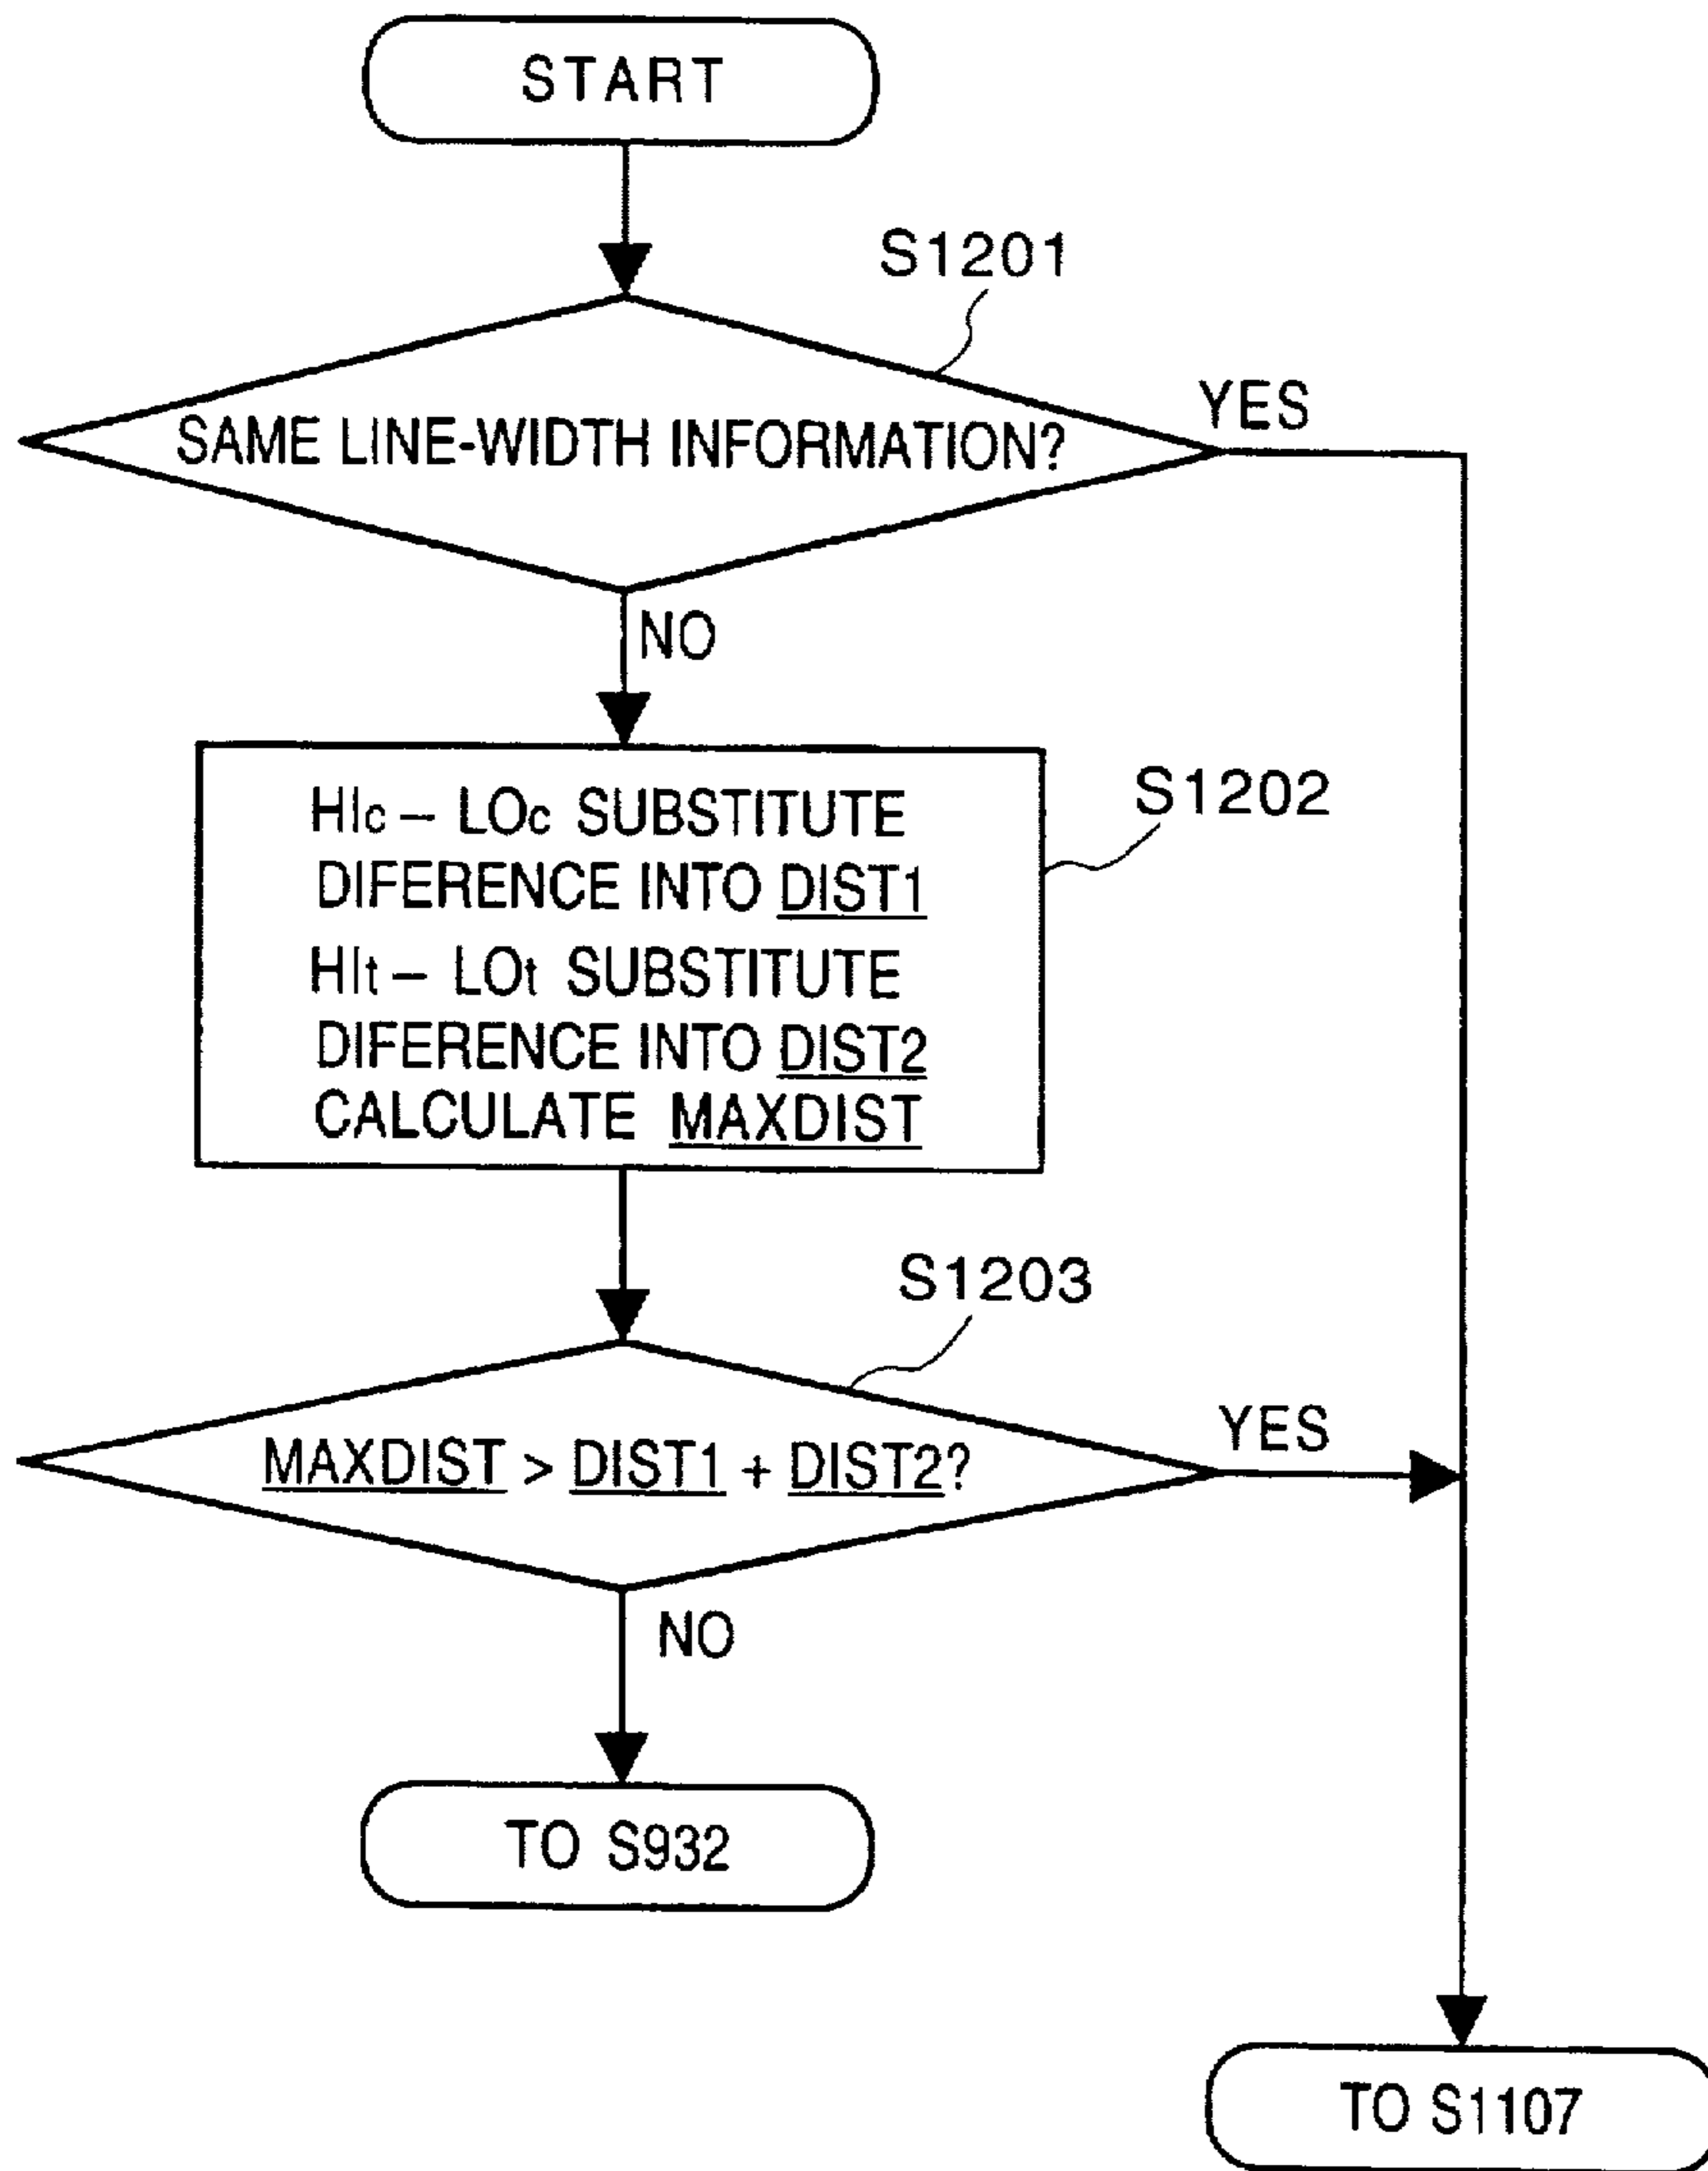 START
S1201
SAME LINE-WIDTH INFORMATION?
YES
NO
S1202
HIc – LOc SUBSTITUTE
DIFERENCE INTO DIST1
HIt – LOt SUBSTITUTE
DIFERENCE INTO DIST2
CALCULATE MAXDIST
S1203
MAXDIST > DIST1 + DIST2?
YES
NO
TO S932
TO S1107